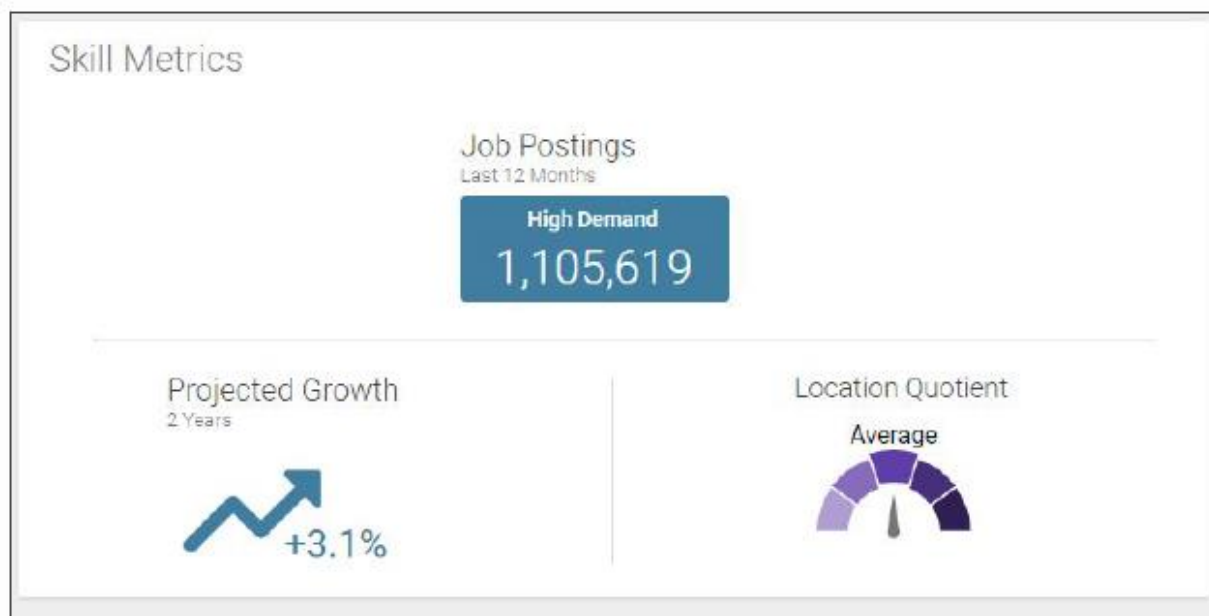 Skill Metrics
Job Postings
Last 12 Months
High Demand
1,105,619
Projected Growth
2 Years
+3.1%
Location Quotient
Average